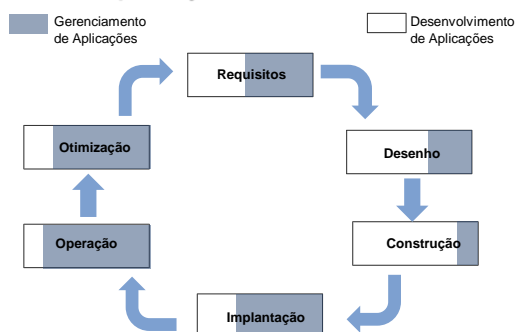 Gerenciamento
de Aplicações
Desenvolvimento
de Aplicações
Requisitos
Otimização
Desenho
Operação
Construção
Implantação